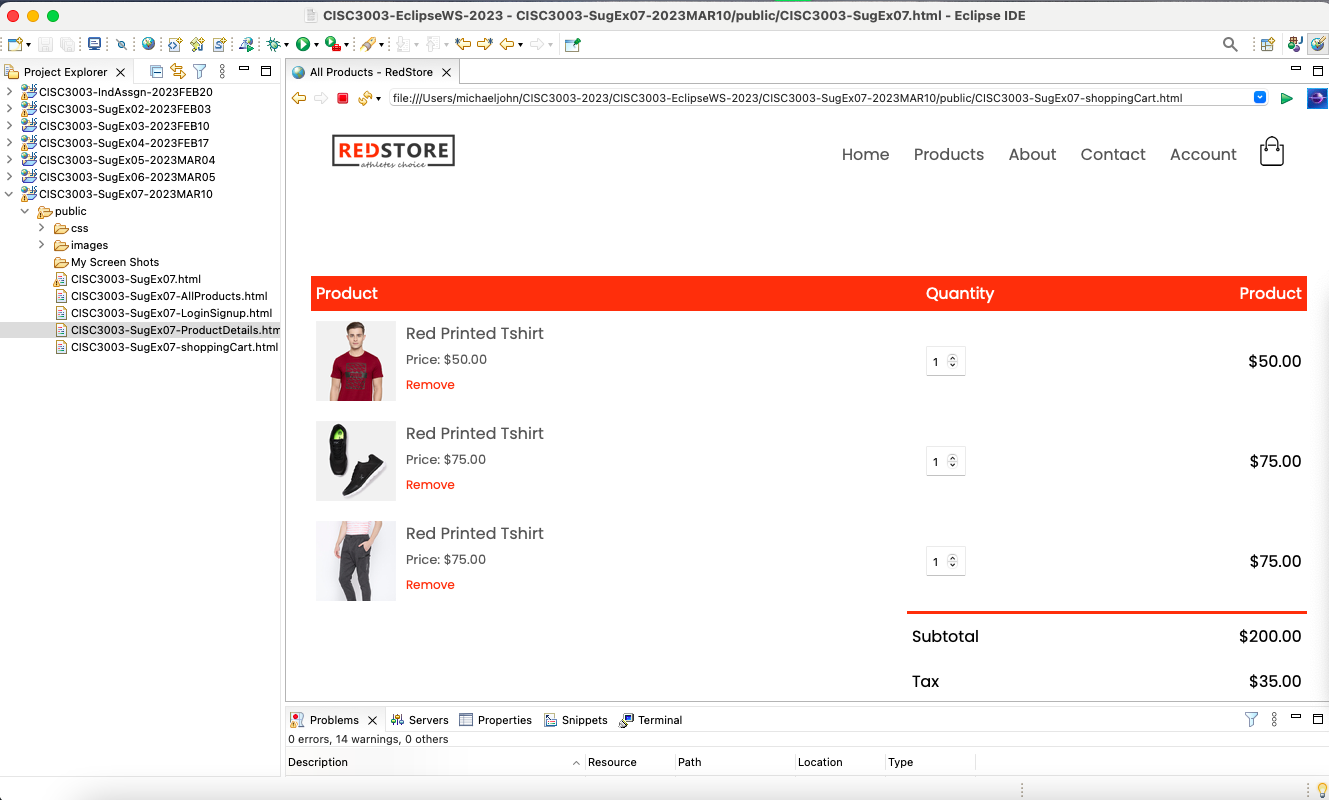 CISC3003-EclipseWS-2023 - CISC3003-SugEx07-2023MAR10/public/CISC3003-SugEx07.html - Eclipse IDE
Project Explorer
CISC3003-IndAssgn-2023FEB20
CISC3003-SugEx02-2023FEB03
CISC3003-SugEx03-2023FEB10
CISC3003-SugEx04-2023FEB17
CISC3003-SugEx05-2023MAR04
CISC3003-SugEx06-2023MAR05
CISC3003-SugEx07-2023MAR10
public
css
images
My Screen Shots
CISC3003-SugEx07.html
CISC3003-SugEx07-AllProducts.html
CISC3003-SugEx07-LoginSignup.html
CISC3003-SugEx07-ProductDetails.htm
CISC3003-SugEx07-shoppingCart.html
All Products - RedStore
file:///Users/michaeljohn/CISC3003-2023/CISC3003-EclipseWS-2023/CISC3003-SugEx07-2023MAR10/public/CISC3003-SugEx07-shoppingCart.html
REDSTORE
athletes choice
Home Products About Contact Account
Product Quantity Product
Red Printed Tshirt
Price: $50.00
Remove
1
$50.00
Red Printed Tshirt
Price: $75.00
Remove
1
$75.00
Red Printed Tshirt
Price: $75.00
Remove
1
$75.00
Subtotal $200.00
Tax $35.00
Problems Servers Properties Snippets Terminal
0 errors, 14 warnings, 0 others
Description Resource Path Location Type